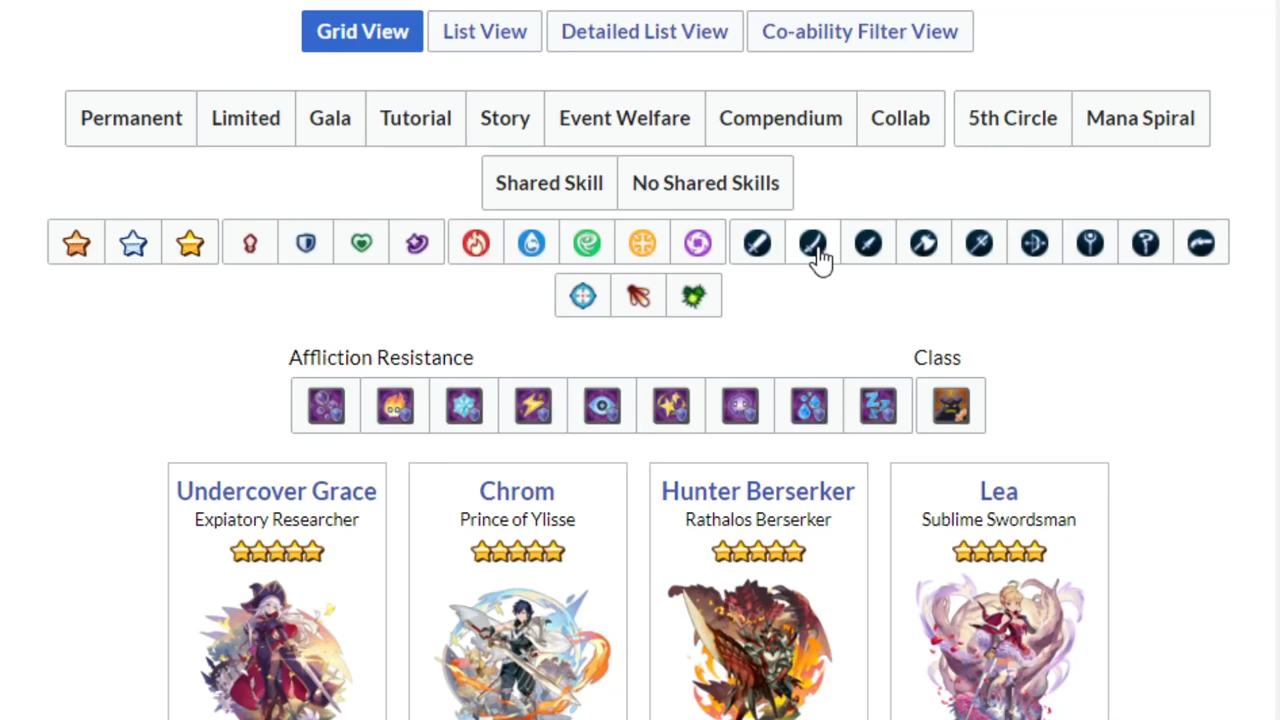 Grid View List View Detailed List View Co-ability Filter View
Permanent Limited Gala Tutorial Story Event Welfare Compendium Collab 5th Circle Mana Spiral
Shared Skill No Shared Skills
Affliction Resistance Class
Undercover Grace Chrom Hunter Berserker Lea
Expiatory Researcher Prince of Ylisse Rathalos Berserker Sublime Swordsman